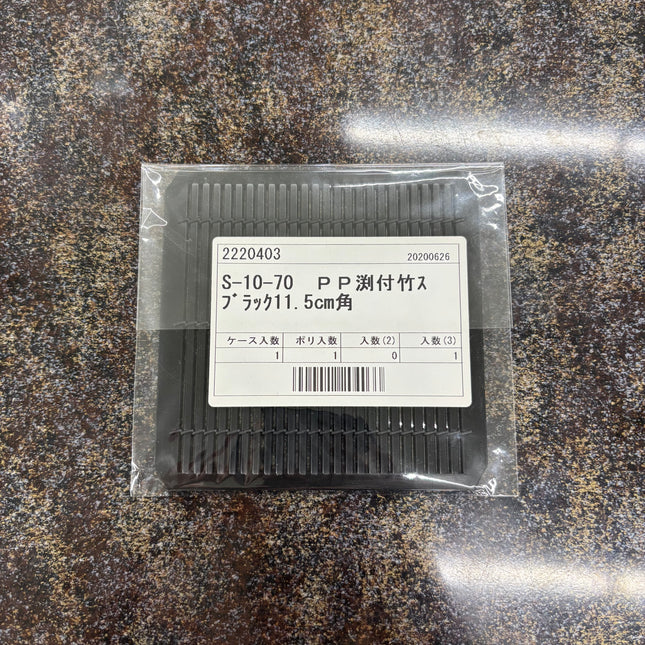 2220403
20200626
S-10-70 PP渕付竹ｽ
ﾌﾞﾗｯｸ11.5cm角
ケース入数 ポリ入数 入数(2) 入数(3)
1 1 0 1